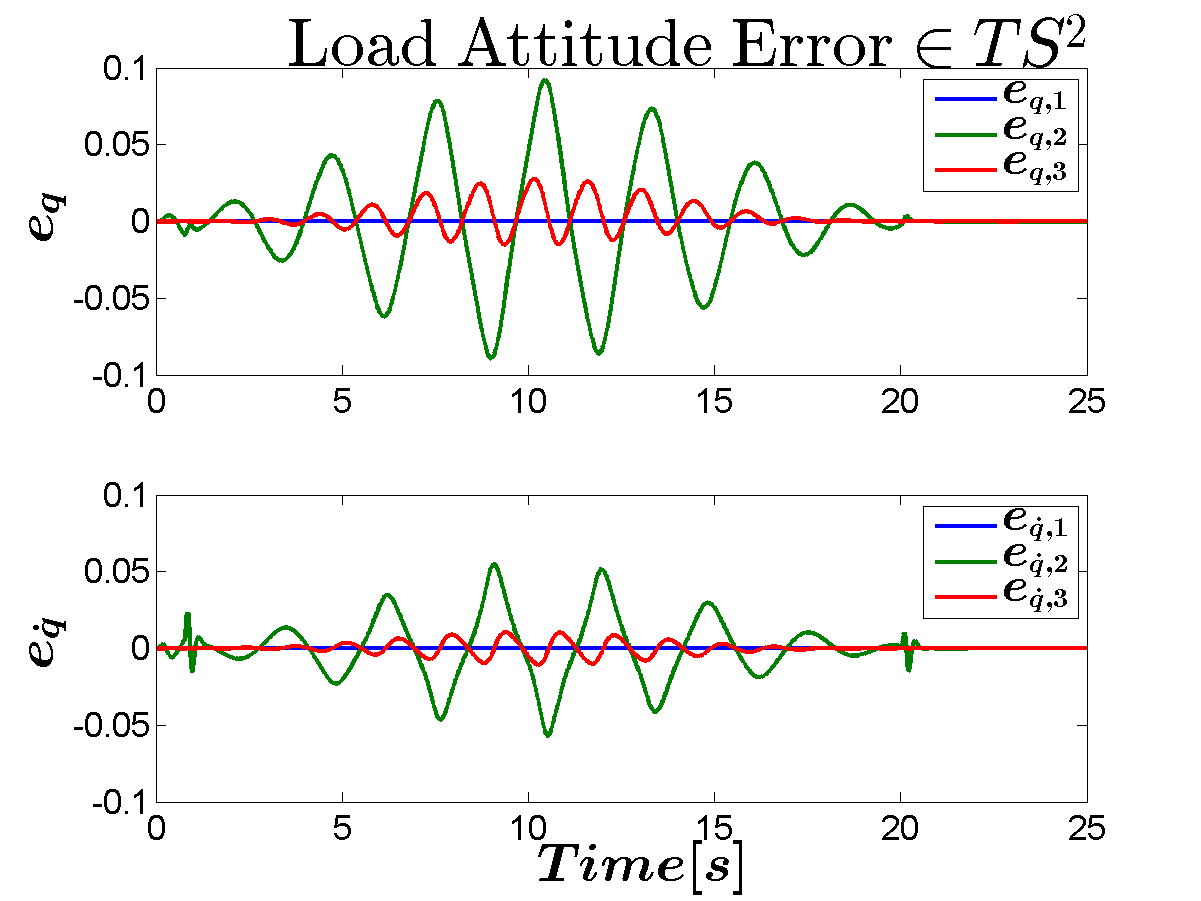 Load Attitude Error ∈ TS²
0.1
0.05
0
-0.05
-0.1
e_q
e_{q,1}
e_{q,2}
e_{q,3}
0 5 10 15 20 25
0.1
0.05
0
-0.05
-0.1
e_{q̇}
e_{q̇,1}
e_{q̇,2}
e_{q̇,3}
0 5 10 15 20 25
Time[s]